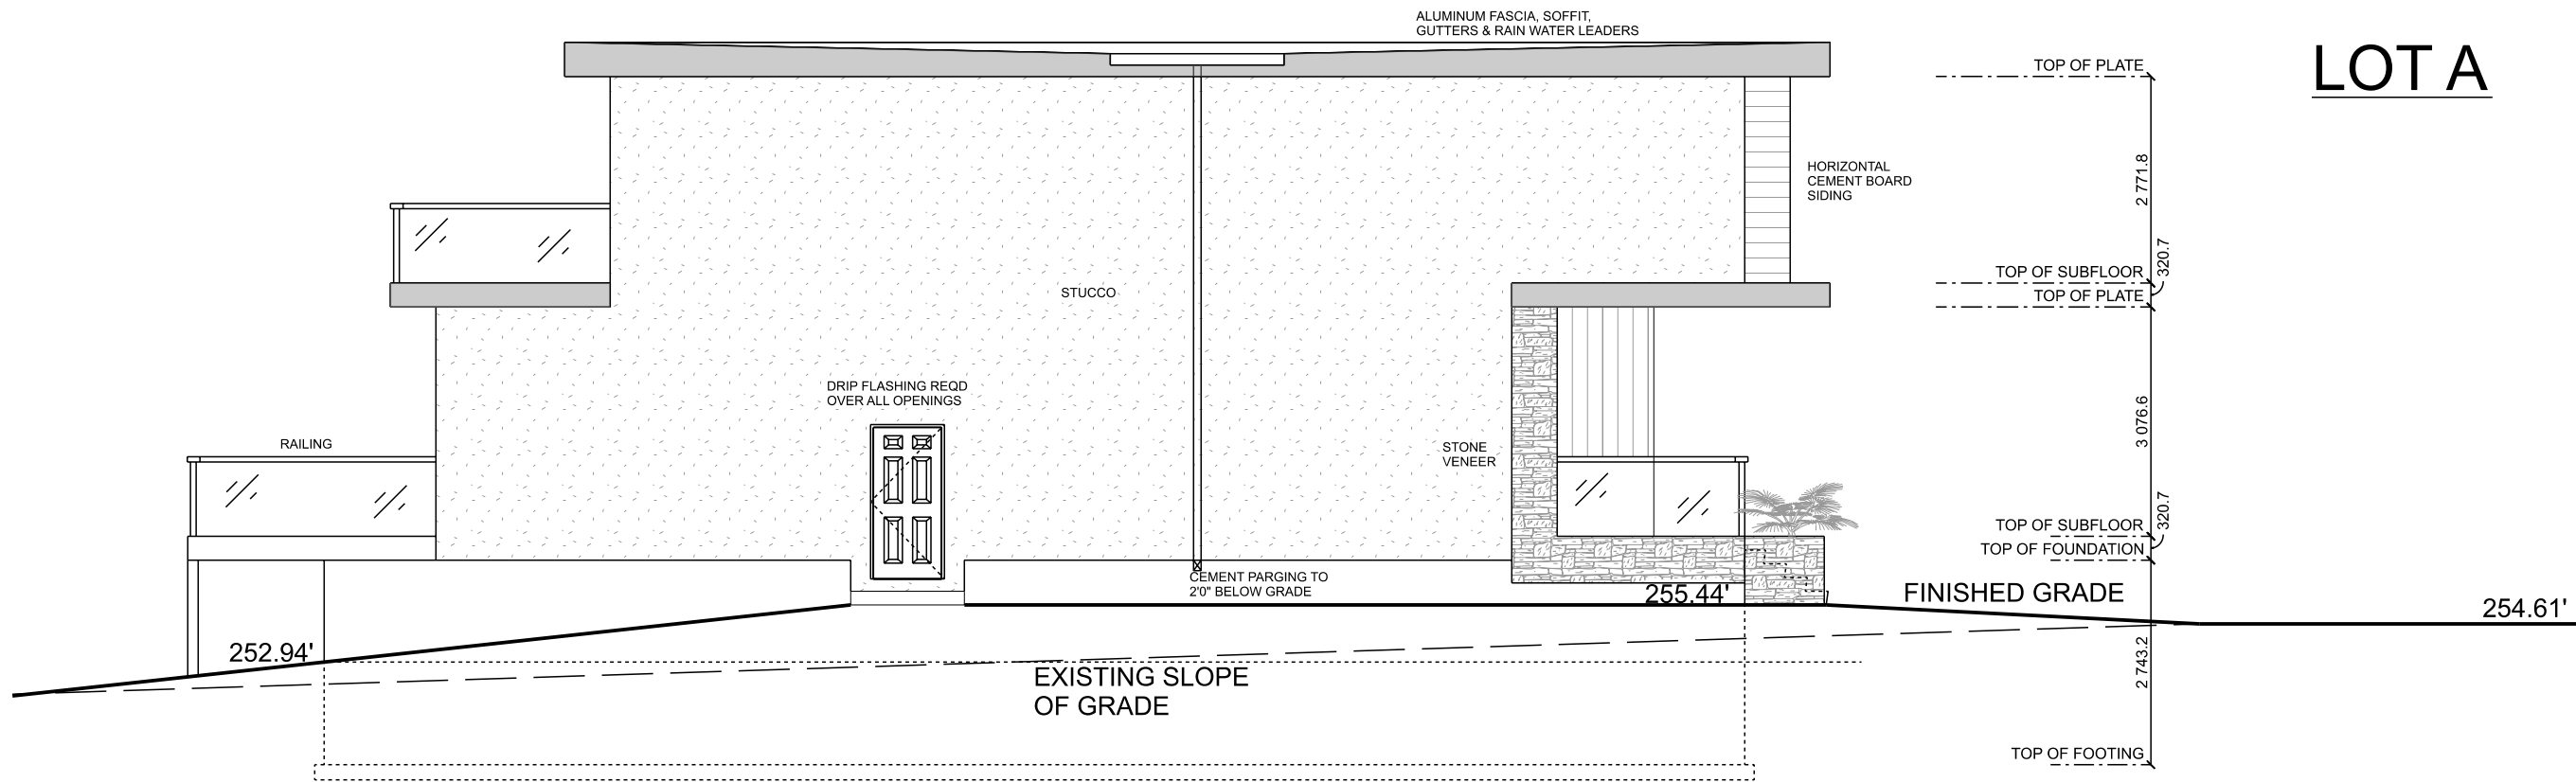 ALUMINUM FASCIA, SOFFIT,
GUTTERS & RAIN WATER LEADERS
LOT A
TOP OF PLATE
2 771.8
HORIZONTAL
CEMENT BOARD
SIDING
320.7
TOP OF SUBFLOOR
TOP OF PLATE
STUCCO
DRIP FLASHING REQD
OVER ALL OPENINGS
3 076.6
RAILING
STONE
VENEER
320.7
TOP OF SUBFLOOR
TOP OF FOUNDATION
CEMENT PARGING TO
2'0" BELOW GRADE
255.44'
FINISHED GRADE
254.61'
252.94'
2 743.2
EXISTING SLOPE
OF GRADE
TOP OF FOOTING